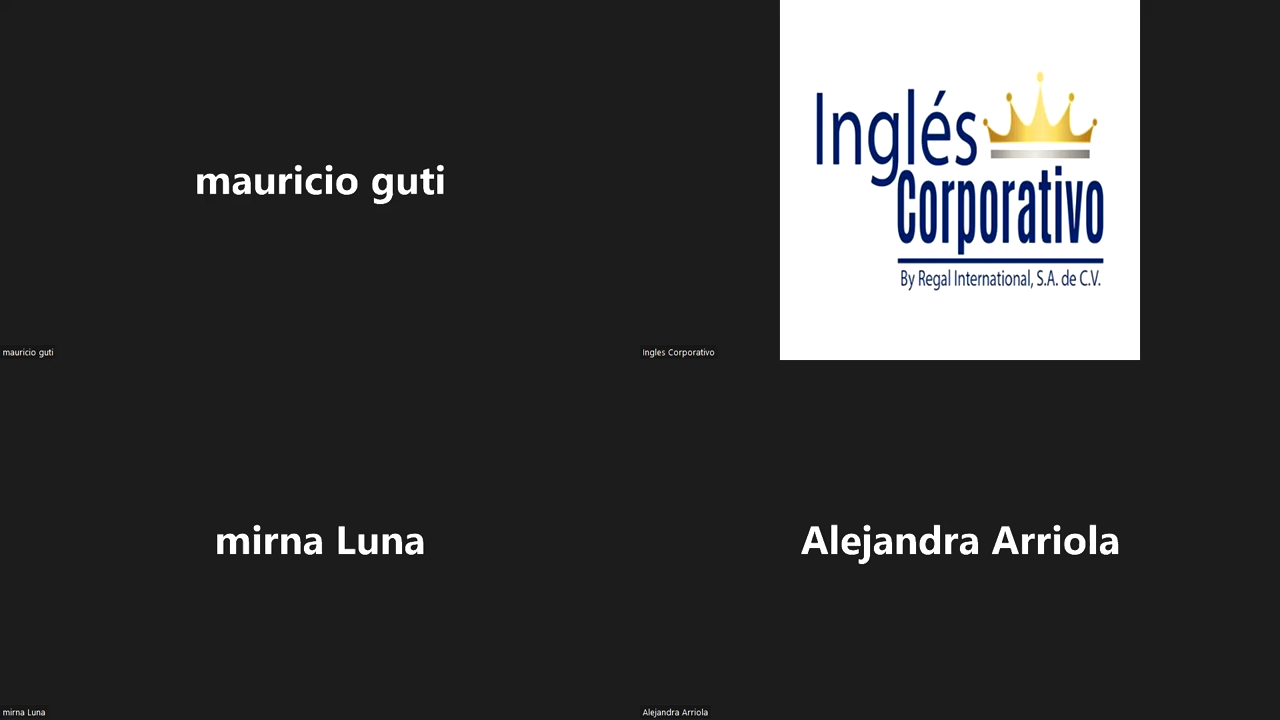 mauricio guti
Inglés
Corporativo
By Regal International, S.A. de C.V.
mauricio guti
Ingles Corporativo
mirna Luna
Alejandra Arriola
mirna Luna
Alejandra Arriola